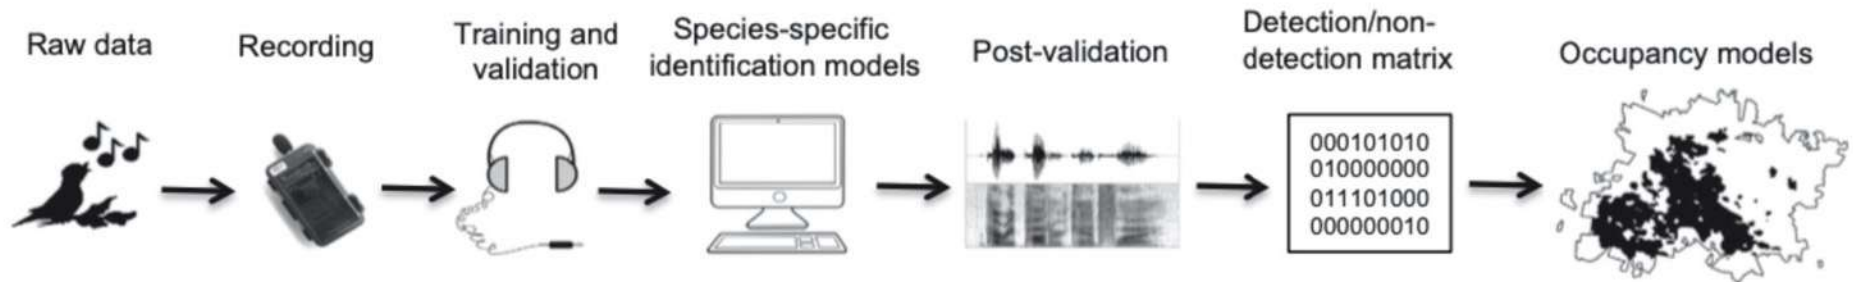 Raw data
Recording
Training and
validation
Species-specific
identification models
Post-validation
Detection/non-
detection matrix
Occupancy models
000101010
010000000
011101000
000000010